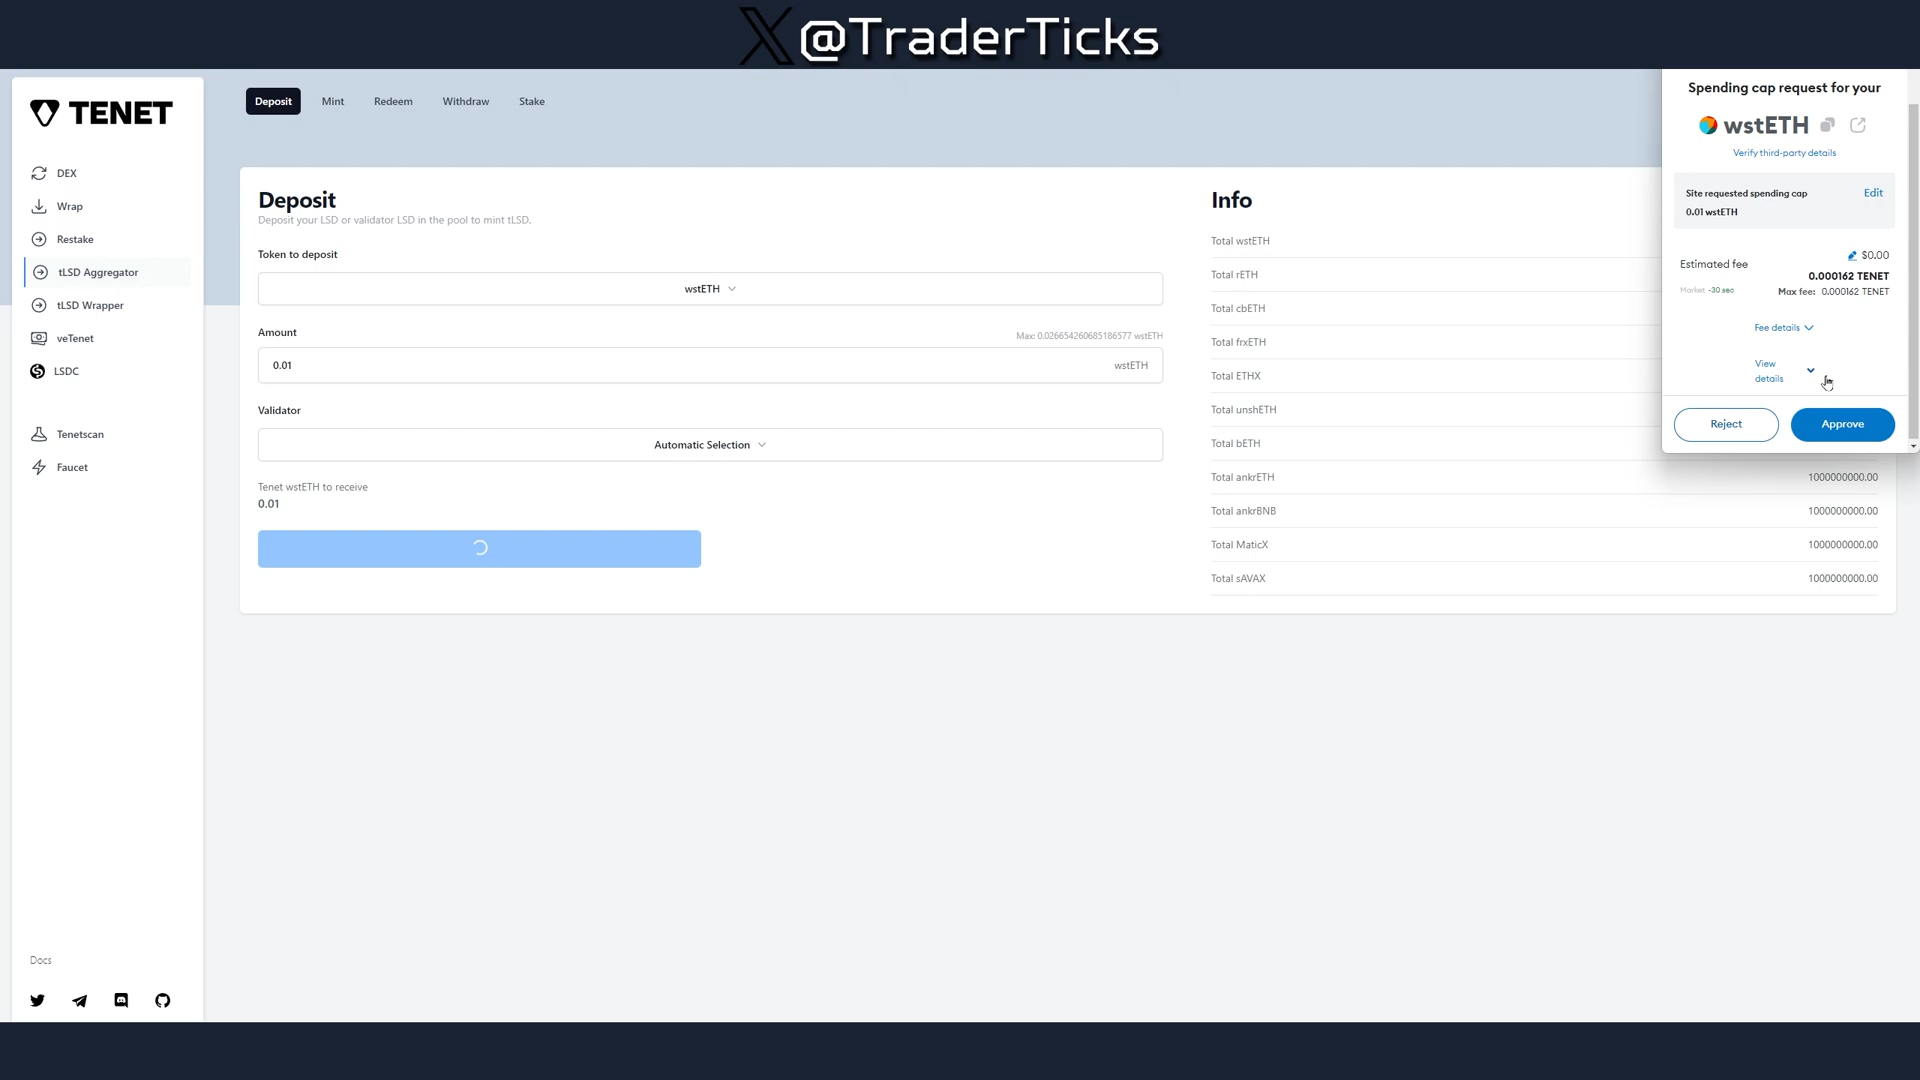 X@TraderTicks
TENET
DEX
Wrap
Restake
tLSD Aggregator
tLSD Wrapper
veTenet
LSDC
Tenetscan
Faucet
Docs
Deposit Mint Redeem Withdraw Stake
Deposit
Deposit your LSD or validator LSD in the pool to mint tLSD.
Token to deposit
wstETH
Amount
Max: 0.026654260685186577 wstETH
0.01 wstETH
Validator
Automatic Selection
Tenet wstETH to receive
0.01
Info
Total wstETH
Total rETH
Total cbETH
Total frxETH
Total ETHX
Total unshETH
Total bETH
Total ankrETH 1000000000.00
Total ankrBNB 1000000000.00
Total MaticX 1000000000.00
Total sAVAX 1000000000.00
Spending cap request for your
wstETH
Verify third-party details
Site requested spending cap Edit
0.01 wstETH
$0.00
Estimated fee
0.000162 TENET
Market ~30 sec Max fee: 0.000162 TENET
Fee details
View
details
Reject Approve